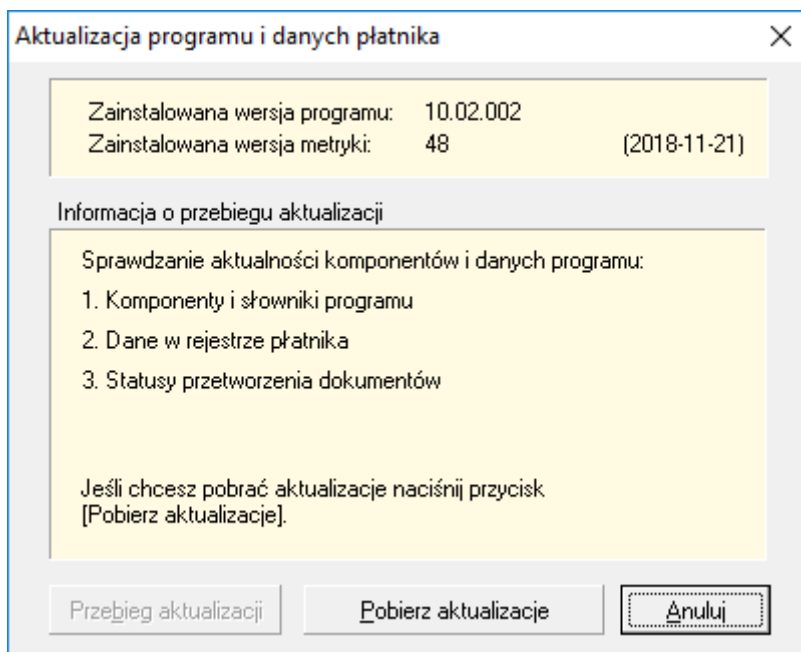 Aktualizacja programu i danych płatnika
Zainstalowana wersja programu: 10.02.002
Zainstalowana wersja metryki: 48 (2018-11-21)
Informacja o przebiegu aktualizacji
Sprawdzanie aktualności komponentów i danych programu:
1. Komponenty i słowniki programu
2. Dane w rejestrze płatnika
3. Statusy przetworzenia dokumentów
Jeśli chcesz pobrać aktualizacje naciśnij przycisk
[Pobierz aktualizacje].
Przebieg aktualizacji Pobierz aktualizacje Anuluj